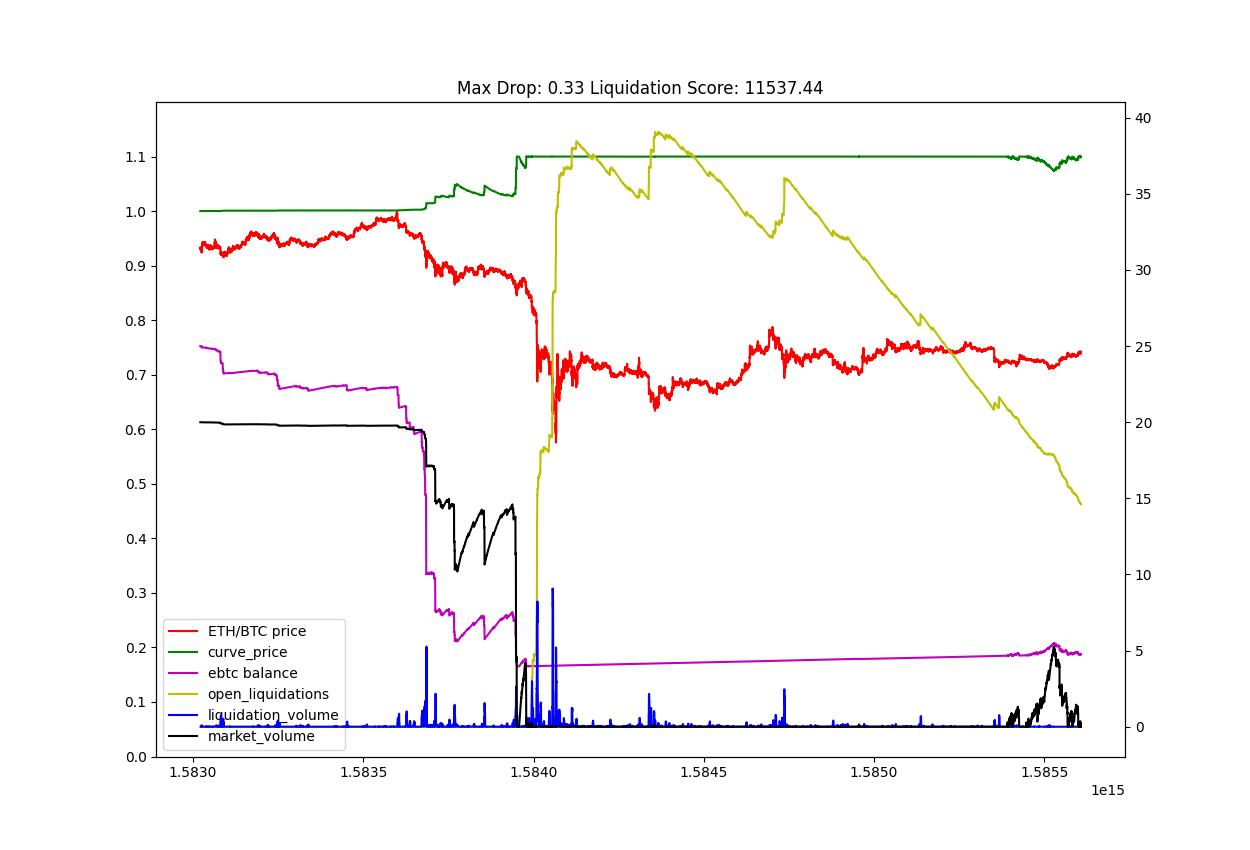 Max Drop: 0.33 Liquidation Score: 11537.44
1.1
1.0
0.9
0.8
0.7
0.6
0.5
0.4
0.3
0.2
0.1
0.0
40
35
30
25
20
15
10
5
0
ETH/BTC price
curve_price
ebtc balance
open_liquidations
liquidation_volume
market_volume
1.5830 1.5835 1.5840 1.5845 1.5850 1.5855
1e15